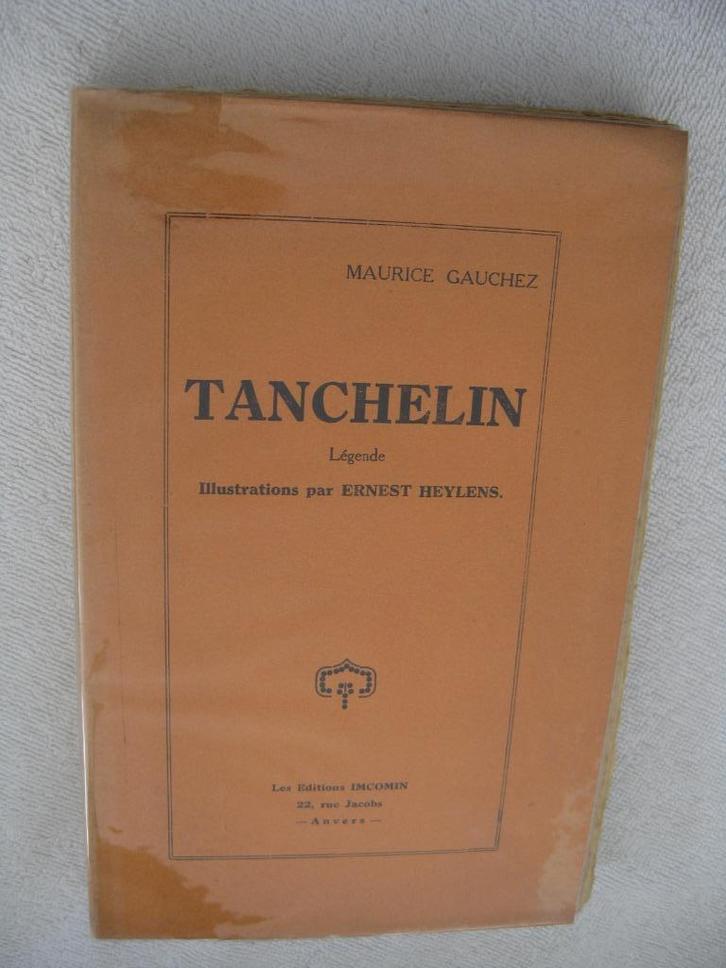 MAURICE GAUCHEZ
TANCHELIN
Légende
Illustrations par ERNEST HEYLENS.
Les Editions IMCOMIN
22, rue Jacobs
— Anvers —